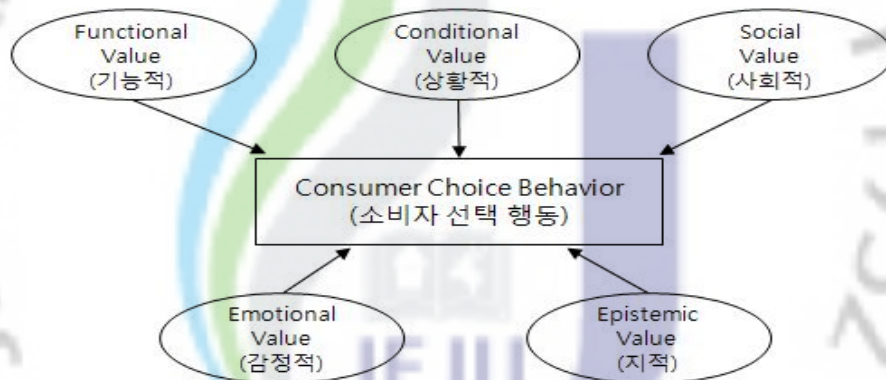 Functional
Value
(기능적)
Conditional
Value
(상황적)
Social
Value
(사회적)
Consumer Choice Behavior
(소비자 선택 행동)
Emotional
Value
(감정적)
Epistemic
Value
(지적)